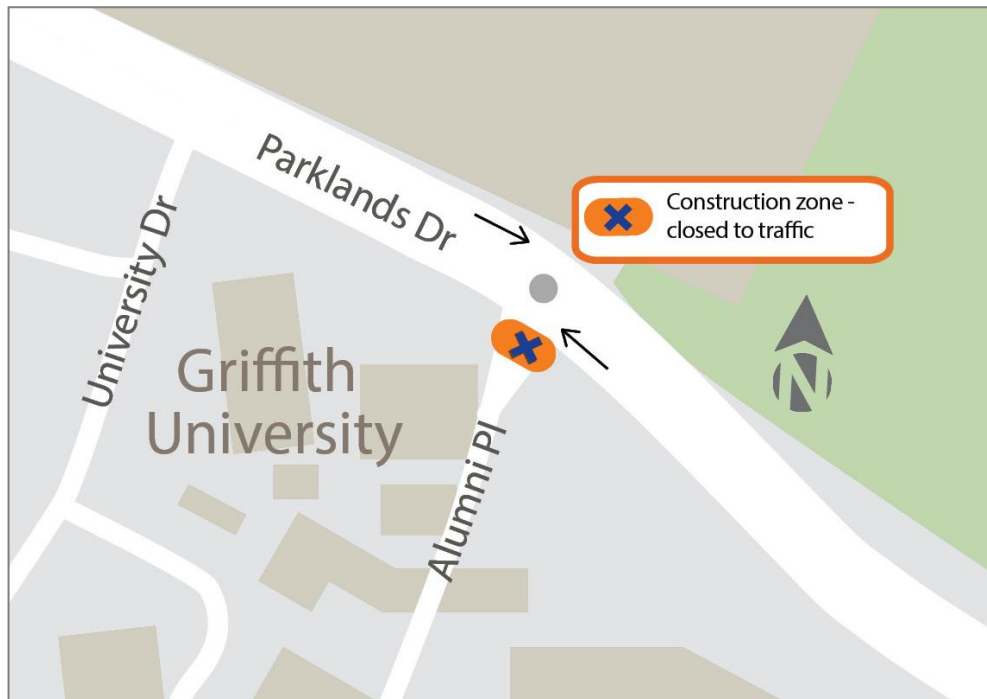 Parklands Dr
University Dr
Construction zone -
closed to traffic
Griffith
University
Alumni Pl
N